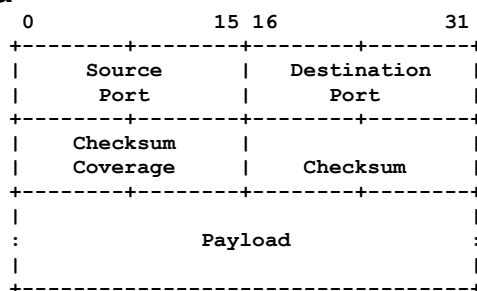 0              15 16             31
+--------+--------+--------+--------+
|     Source      |   Destination   |
|      Port       |      Port       |
+--------+--------+--------+--------+
|    Checksum     |                 |
|    Coverage     |    Checksum     |
+--------+--------+--------+--------+
|                                   |
:              Payload              :
|                                   |
+-----------------------------------+